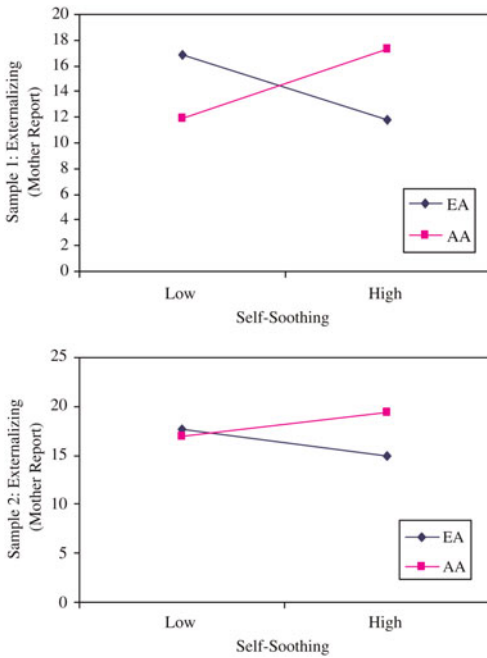 20
18
16
14
12
10
8
6
4
2
0
Sample 1: Externalizing
(Mother Report)
EA
AA
Low High
Self-Soothing
25
20
15
10
5
0
Sample 2: Externalizing
(Mother Report)
EA
AA
Low High
Self-Soothing